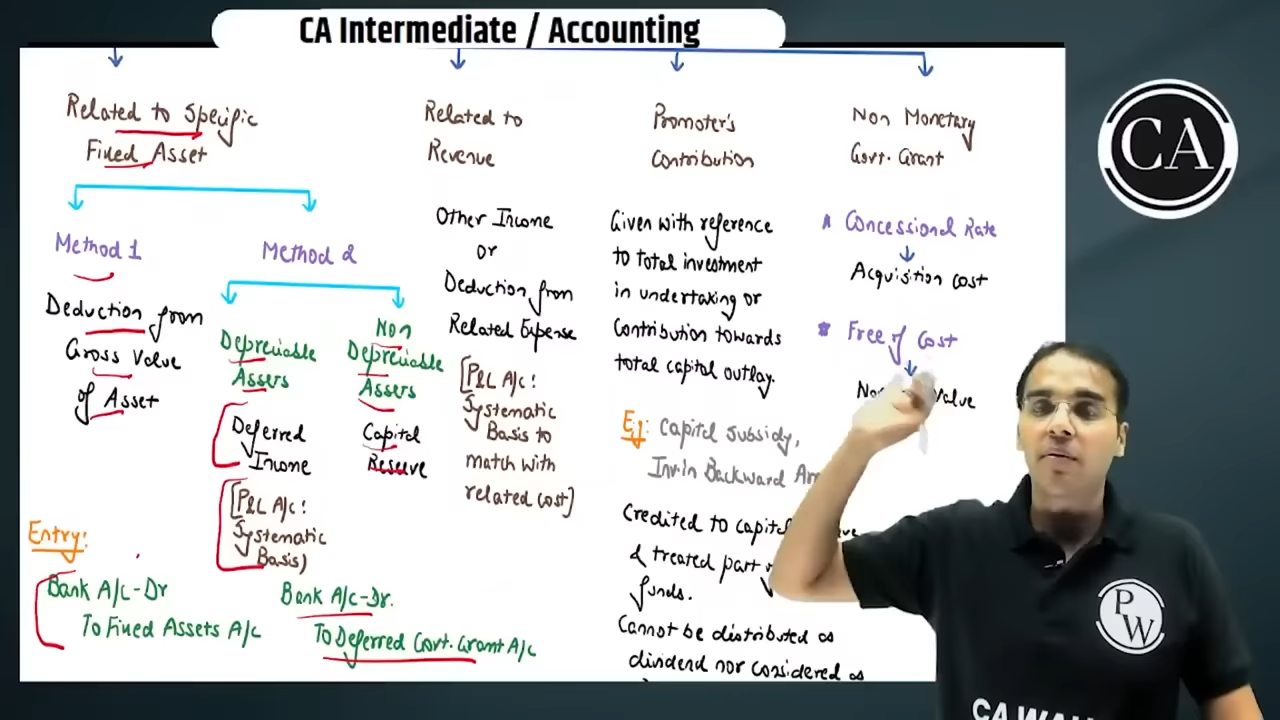 CA Intermediate / Accounting
CA
Related to Specific
Fixed Asset
Method 1
Deduction from
Gross Value
of Asset
Method 2
Depreciable
Assets
Deferred
Income
[P&L A/c:
Systematic
Basis)
Non
Depreciable
Assets
Capital
Reserve
Entry:
Bank A/c-Dr
To Fixed Assets A/c
Bank A/c-Dr.
To Deferred Govt. Grant A/c
Related to
Revenue
Other Income
or
Deduction from
Related Expense
[P&L A/c:
Systematic
Basis to
match with
related cost]
Promoter's
Contribution
Given with reference
to total investment
in undertaking or
Contribution towards
total capital outlay.
Eg: Capital Subsidy,
Inv. in Backward
Credited to capital
& treated part
funds.
Cannot be distributed as
dividend nor considered as
Non Monetary
Govt. Grant
Concessional Rate
Acquisition cost
Free of Cost
Value
PW
CA